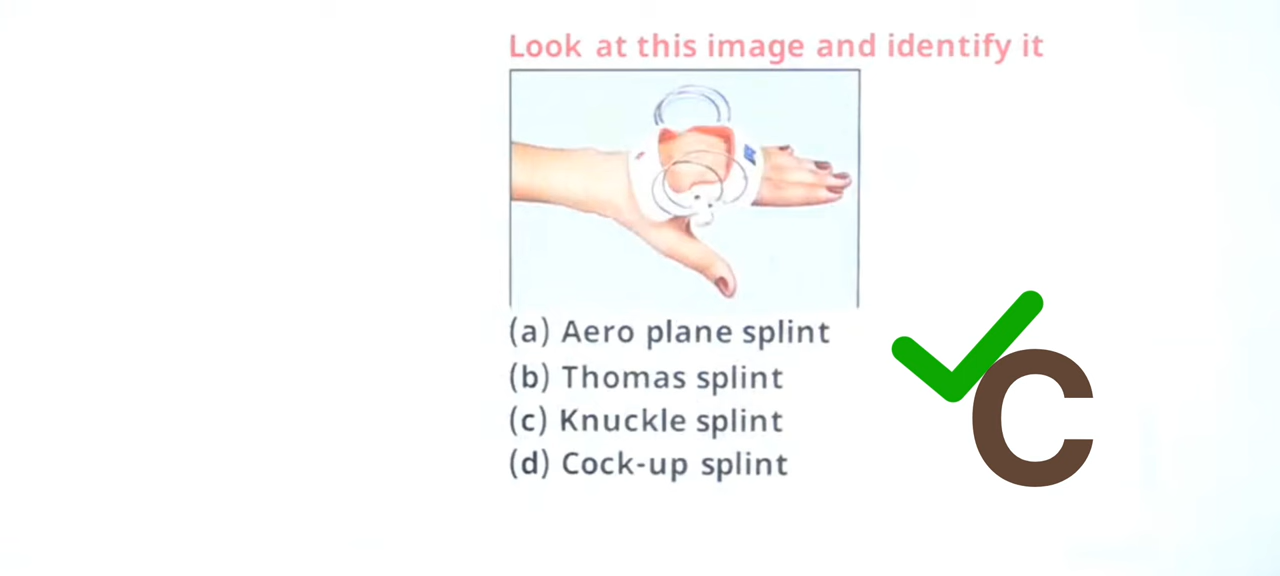 Look at this image and identify it
(a) Aero plane splint
(b) Thomas splint
(c) Knuckle splint
(d) Cock-up splint
C